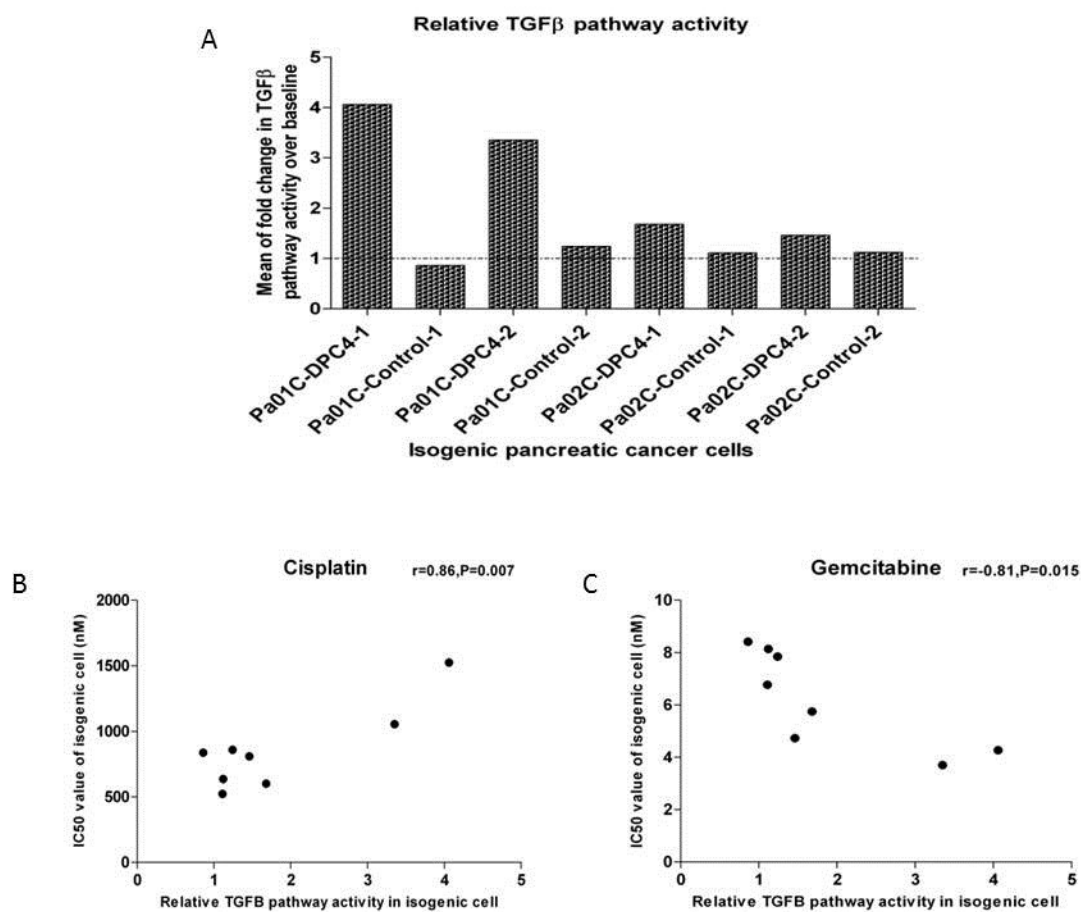 A
Relative TGFβ pathway activity
Mean of fold change in TGFβ
pathway activity over baseline
5
4
3
2
1
0
Pa01C-DPC4-1
Pa01C-Control-1
Pa01C-DPC4-2
Pa01C-Control-2
Pa02C-DPC4-1
Pa02C-Control-1
Pa02C-DPC4-2
Pa02C-Control-2
Isogenic pancreatic cancer cells
B
Cisplatin r=0.86,P=0.007
IC50 value of isogenic cell (nM)
2000
1500
1000
500
0
0 1 2 3 4 5
Relative TGFB pathway activity in isogenic cell
C
Gemcitabine r=-0.81,P=0.015
IC50 value of isogenic cell (nM)
10
8
6
4
2
0
0 1 2 3 4 5
Relative TGFB pathway activity in isogenic cell